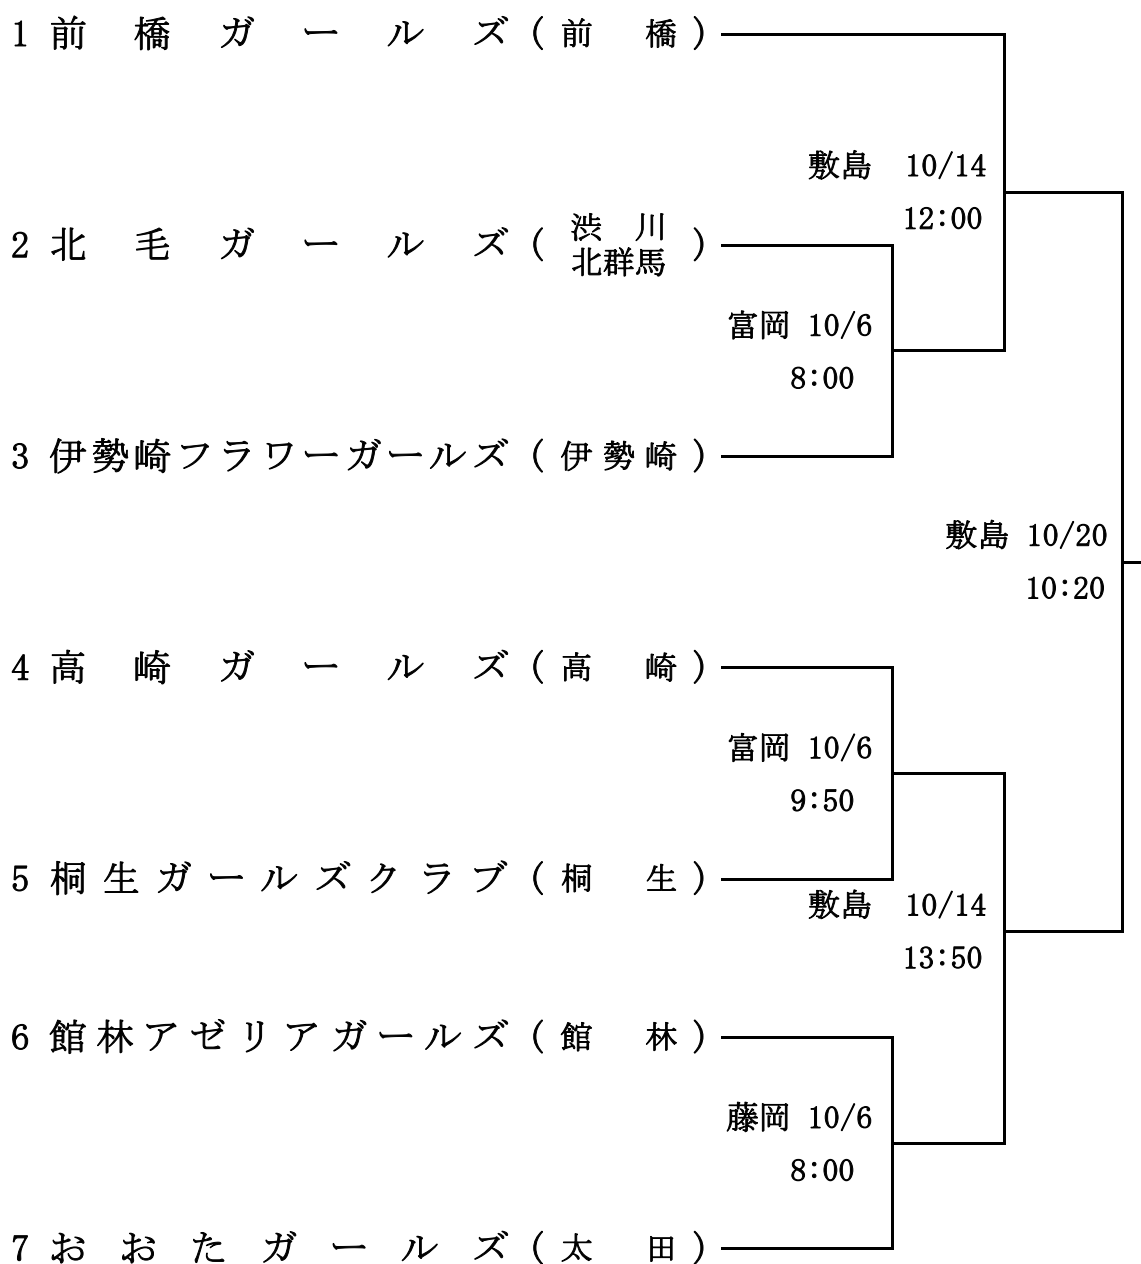 1 前橋ガールズ(前橋)
敷島 10/14
12:00
2 北毛ガールズ(渋川北群馬)
富岡 10/6
8:00
3 伊勢崎フラワーガールズ(伊勢崎)
敷島 10/20
10:20
4 高崎ガールズ(高崎)
富岡 10/6
9:50
5 桐生ガールズクラブ(桐生)
敷島 10/14
13:50
6 館林アゼリアガールズ(館林)
藤岡 10/6
8:00
7 おおたガールズ(太田)